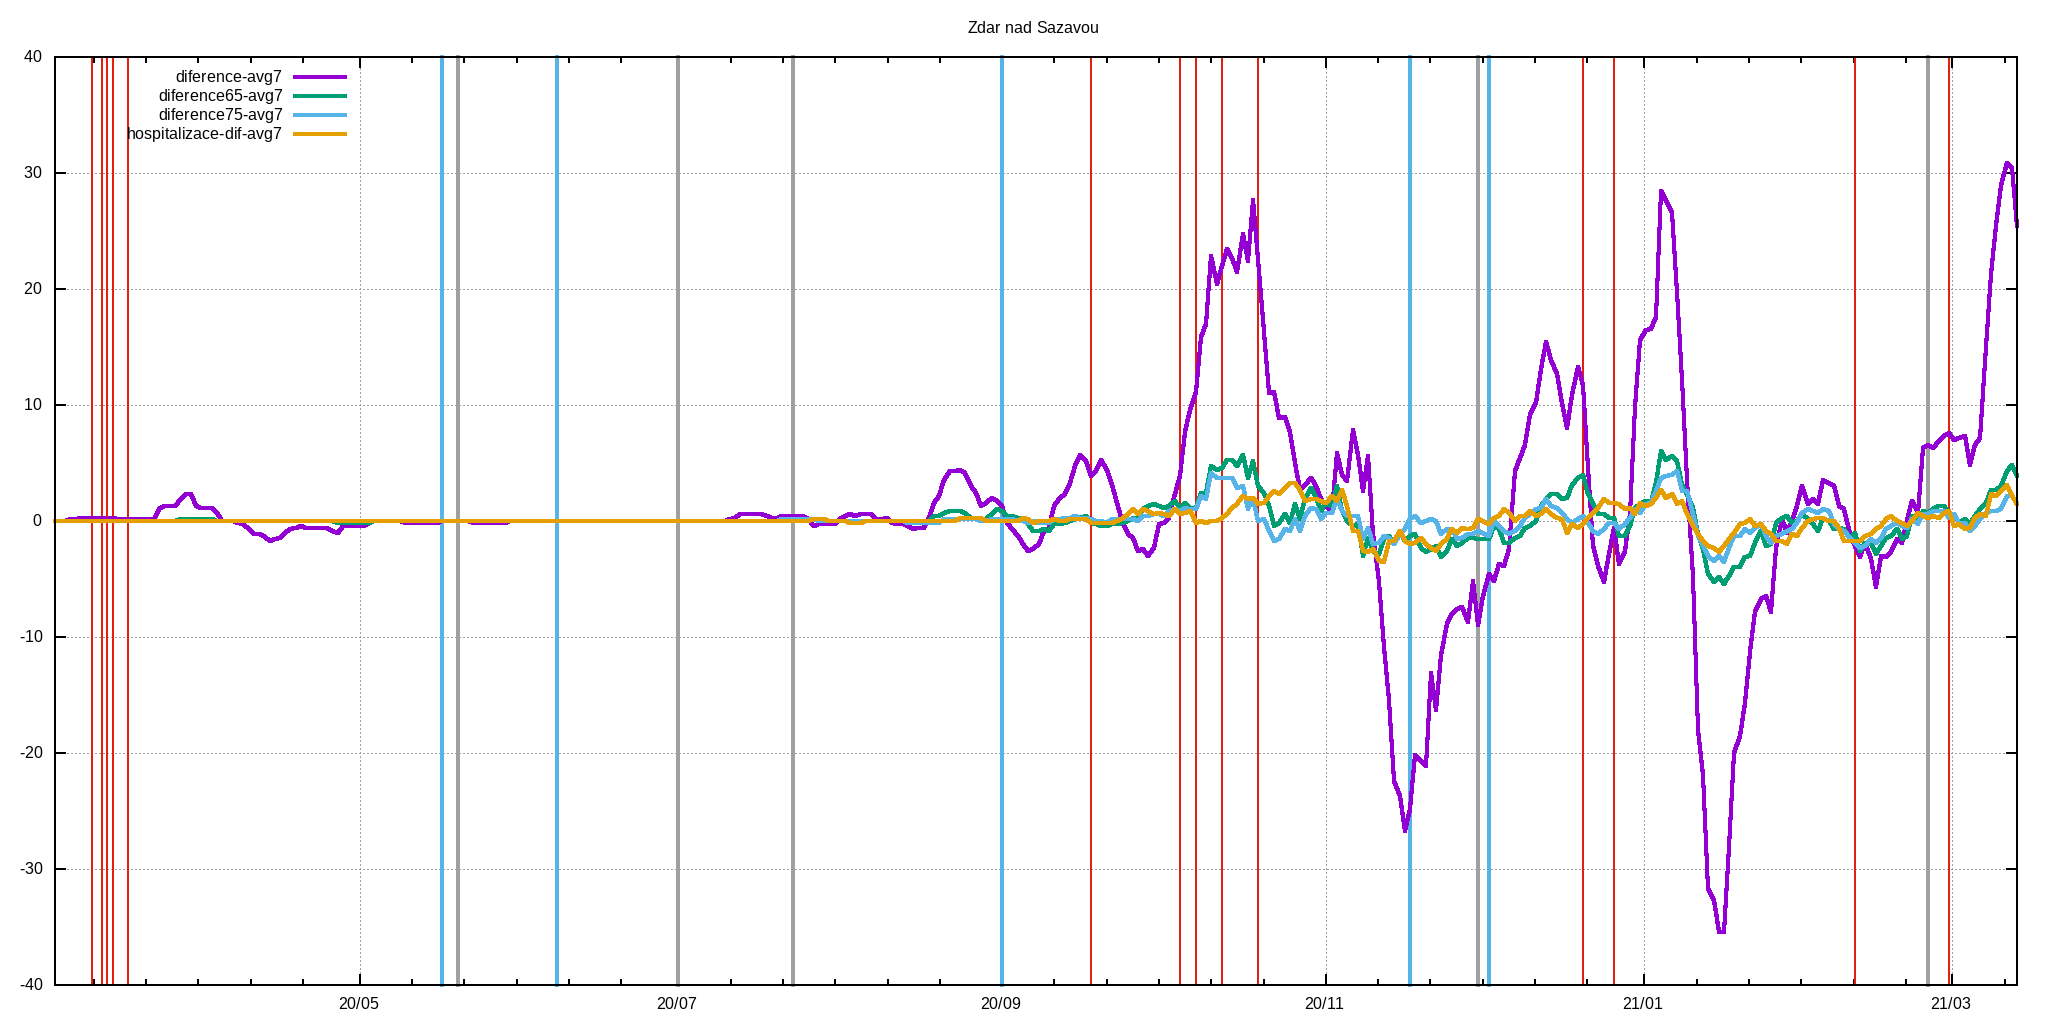 Zdar nad Sazavou
diference-avg7
diference65-avg7
diference75-avg7
hospitalizace-dif-avg7
40
30
20
10
0
-10
-20
-30
-40
20/05 20/07 20/09 20/11 21/01 21/03